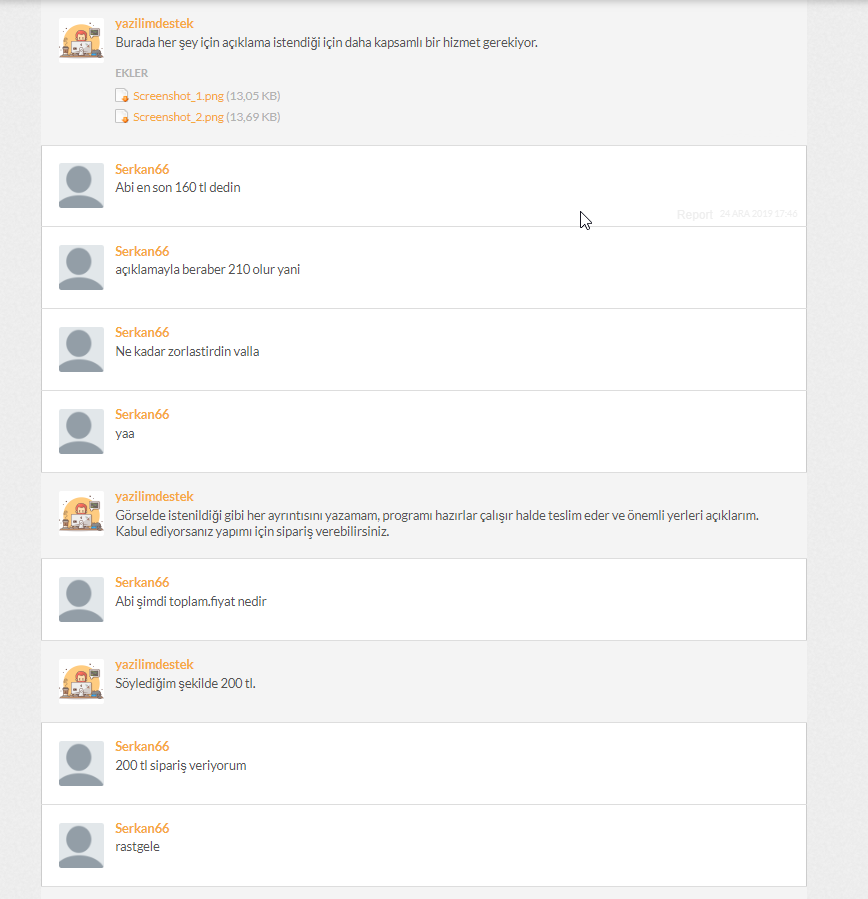 yazilimdestek
Burada her şey için açıklama istendiği için daha kapsamlı bir hizmet gerekiyor.
EKLER
Screenshot_1.png (13,05 KB)
Screenshot_2.png (13,69 KB)
Serkan66
Abi en son 160 tl dedin
Report 24 ARA 2019 17:46
Serkan66
açıklamayla beraber 210 olur yani
Serkan66
Ne kadar zorlastirdin valla
Serkan66
yaa
yazilimdestek
Görselde istenildiği gibi her ayrıntısını yazamam, programı hazırlar çalışır halde teslim eder ve önemli yerleri açıklarım.
Kabul ediyorsanız yapımı için sipariş verebilirsiniz.
Serkan66
Abi şimdi toplam.fiyat nedir
yazilimdestek
Söylediğim şekilde 200 tl.
Serkan66
200 tl sipariş veriyorum
Serkan66
rastgele